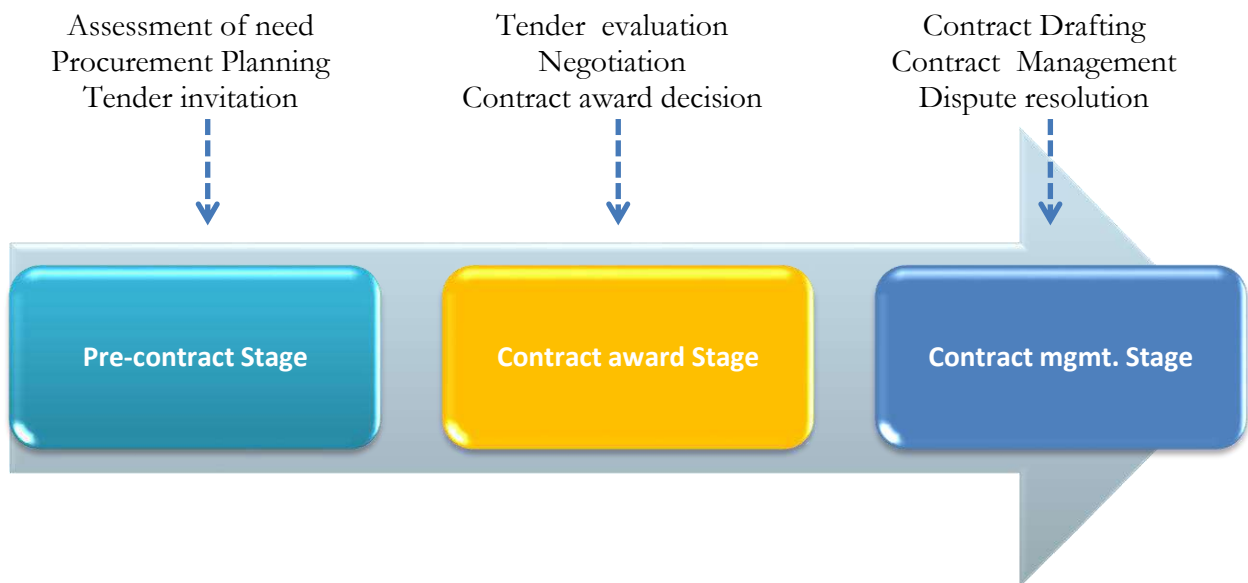 Assessment of need
Procurement Planning
Tender invitation
Tender evaluation
Negotiation
Contract award decision
Contract Drafting
Contract Management
Dispute resolution
Pre-contract Stage
Contract award Stage
Contract mgmt. Stage